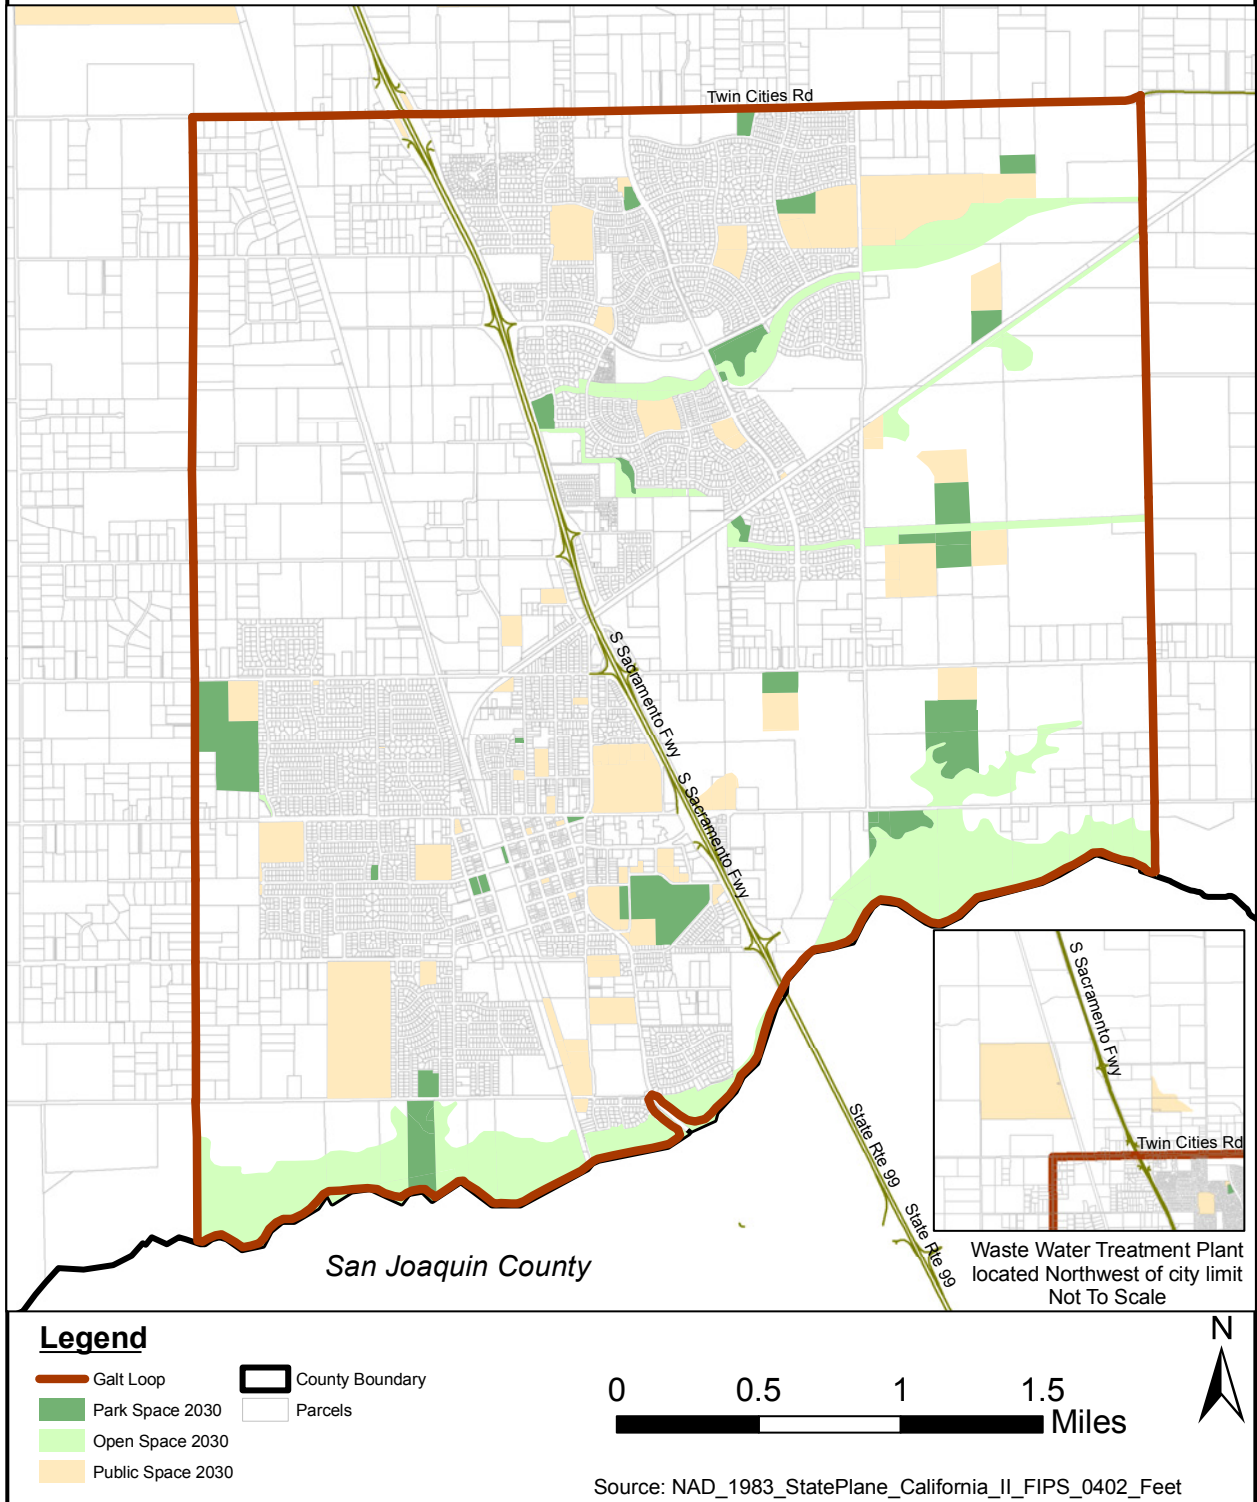 Twin Cities Rd
S Sacramento Fwy
S Sacramento Fwy
S Sacramento Fwy
Twin Cities Rd
State Rte 99
State Rte 99
San Joaquin County
Waste Water Treatment Plant
located Northwest of city limit
Not To Scale
Legend
Galt Loop
County Boundary
Park Space 2030
Parcels
Open Space 2030
Public Space 2030
0 0.5 1 1.5
Miles
N
Source: NAD_1983_StatePlane_California_II_FIPS_0402_Feet